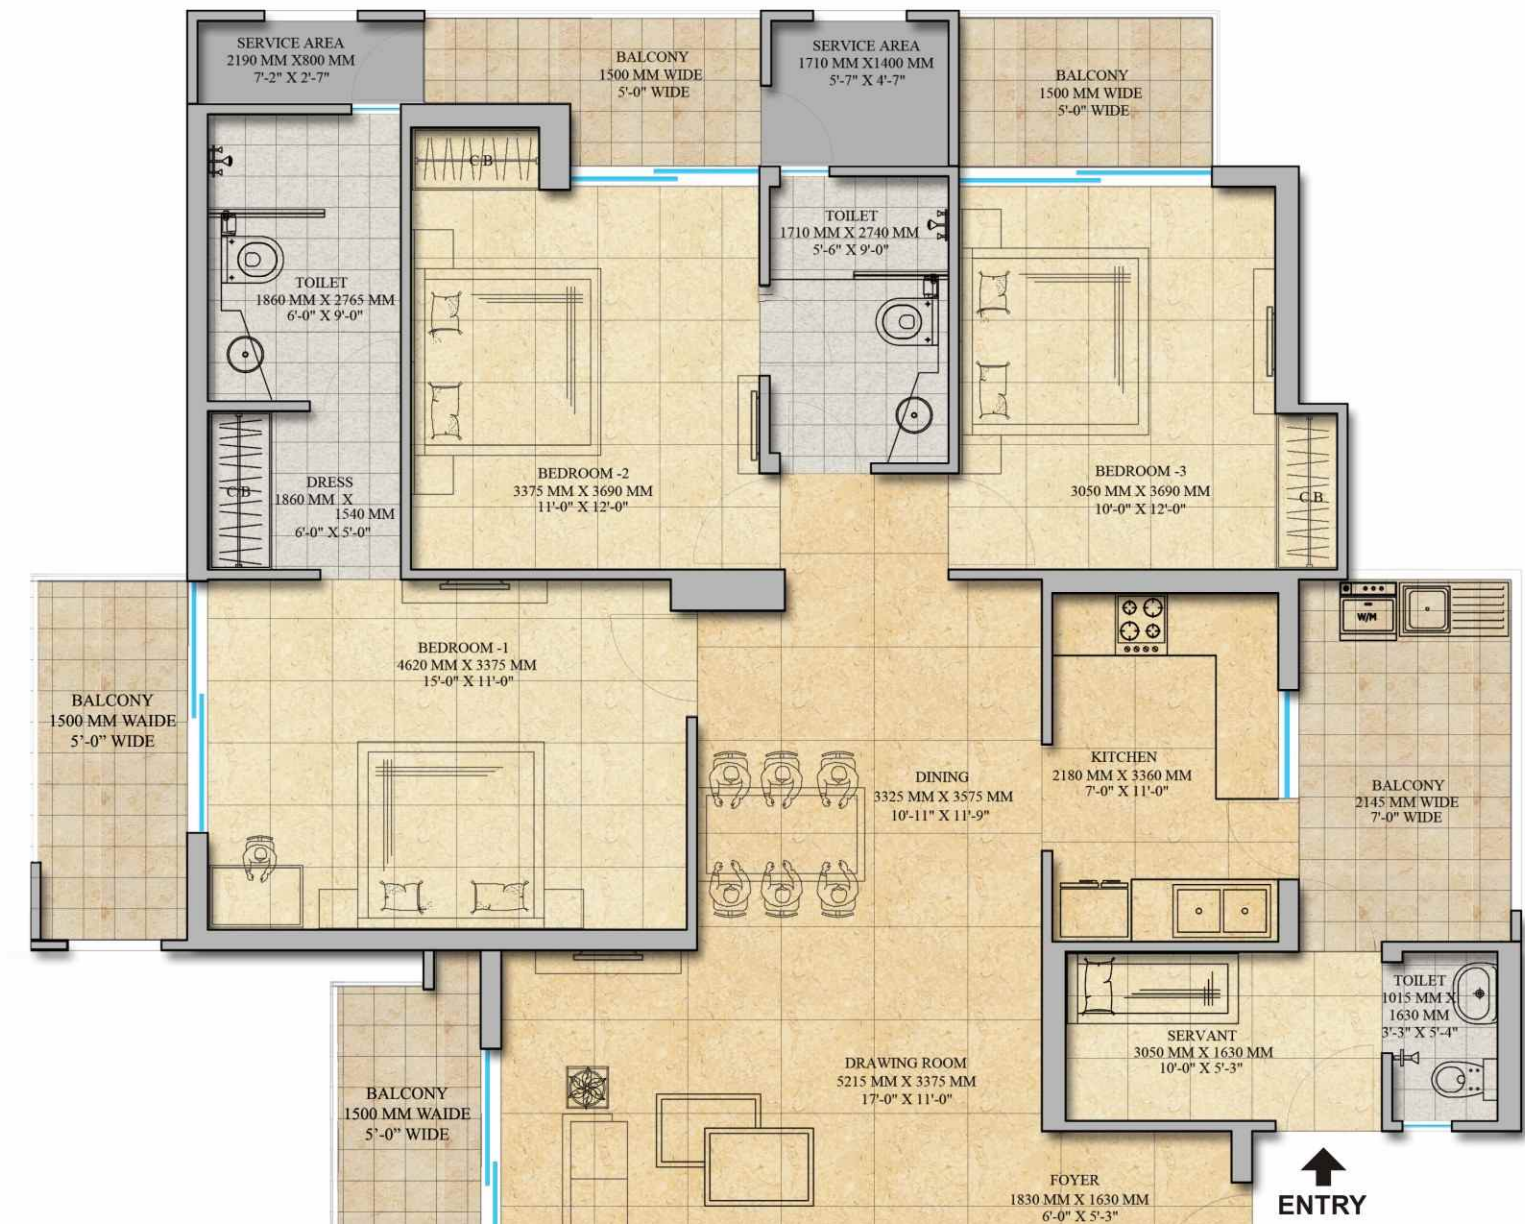 SERVICE AREA
2190 MM X800 MM
7'-2" X 2'-7"
BALCONY
1500 MM WIDE
5'-0" WIDE
SERVICE AREA
1710 MM X1400 MM
5'-7" X 4'-7"
BALCONY
1500 MM WIDE
5'-0" WIDE
C B
TOILET
1860 MM X 2765 MM
6'-0" X 9'-0"
TOILET
1710 MM X 2740 MM
5'-6" X 9'-0"
BEDROOM -2
3375 MM X 3690 MM
11'-0" X 12'-0"
BEDROOM -3
3050 MM X 3690 MM
10'-0" X 12'-0"
C B
C B
DRESS
1860 MM X
1540 MM
6'-0" X 5'-0"
BEDROOM -1
4620 MM X 3375 MM
15'-0" X 11'-0"
W/M
BALCONY
1500 MM WAIDE
5'-0" WIDE
DINING
3325 MM X 3575 MM
10'-11" X 11'-9"
KITCHEN
2180 MM X 3360 MM
7'-0" X 11'-0"
BALCONY
2145 MM WIDE
7'-0" WIDE
TOILET
1015 MM X
1630 MM
3'-3" X 5'-4"
SERVANT
3050 MM X 1630 MM
10'-0" X 5'-3"
DRAWING ROOM
5215 MM X 3375 MM
17'-0" X 11'-0"
BALCONY
1500 MM WAIDE
5'-0" WIDE
FOYER
1830 MM X 1630 MM
6'-0" X 5'-3"
ENTRY